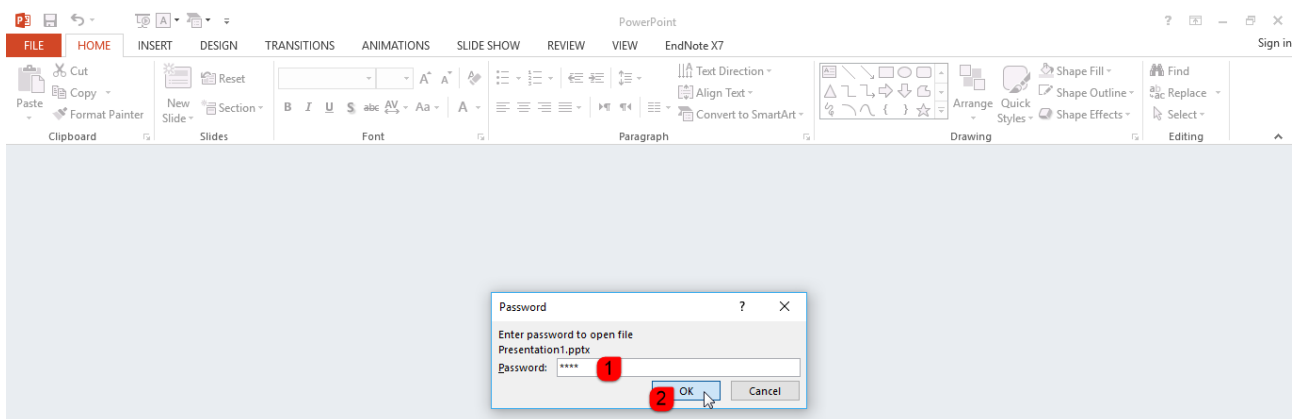 PowerPoint
FILE HOME INSERT DESIGN TRANSITIONS ANIMATIONS SLIDE SHOW REVIEW VIEW EndNote X7 Sign in
Paste
Cut
Copy
Format Painter
Clipboard
New Slide
Reset
Section
Slides
B I U S abc AV Aa A
Font
Text Direction
Align Text
Convert to SmartArt
Paragraph
Arrange
Quick Styles
Shape Fill
Shape Outline
Shape Effects
Drawing
Find
Replace
Select
Editing
Password ?
Enter password to open file
Presentation1.pptx
Password: **** 1
2 OK Cancel